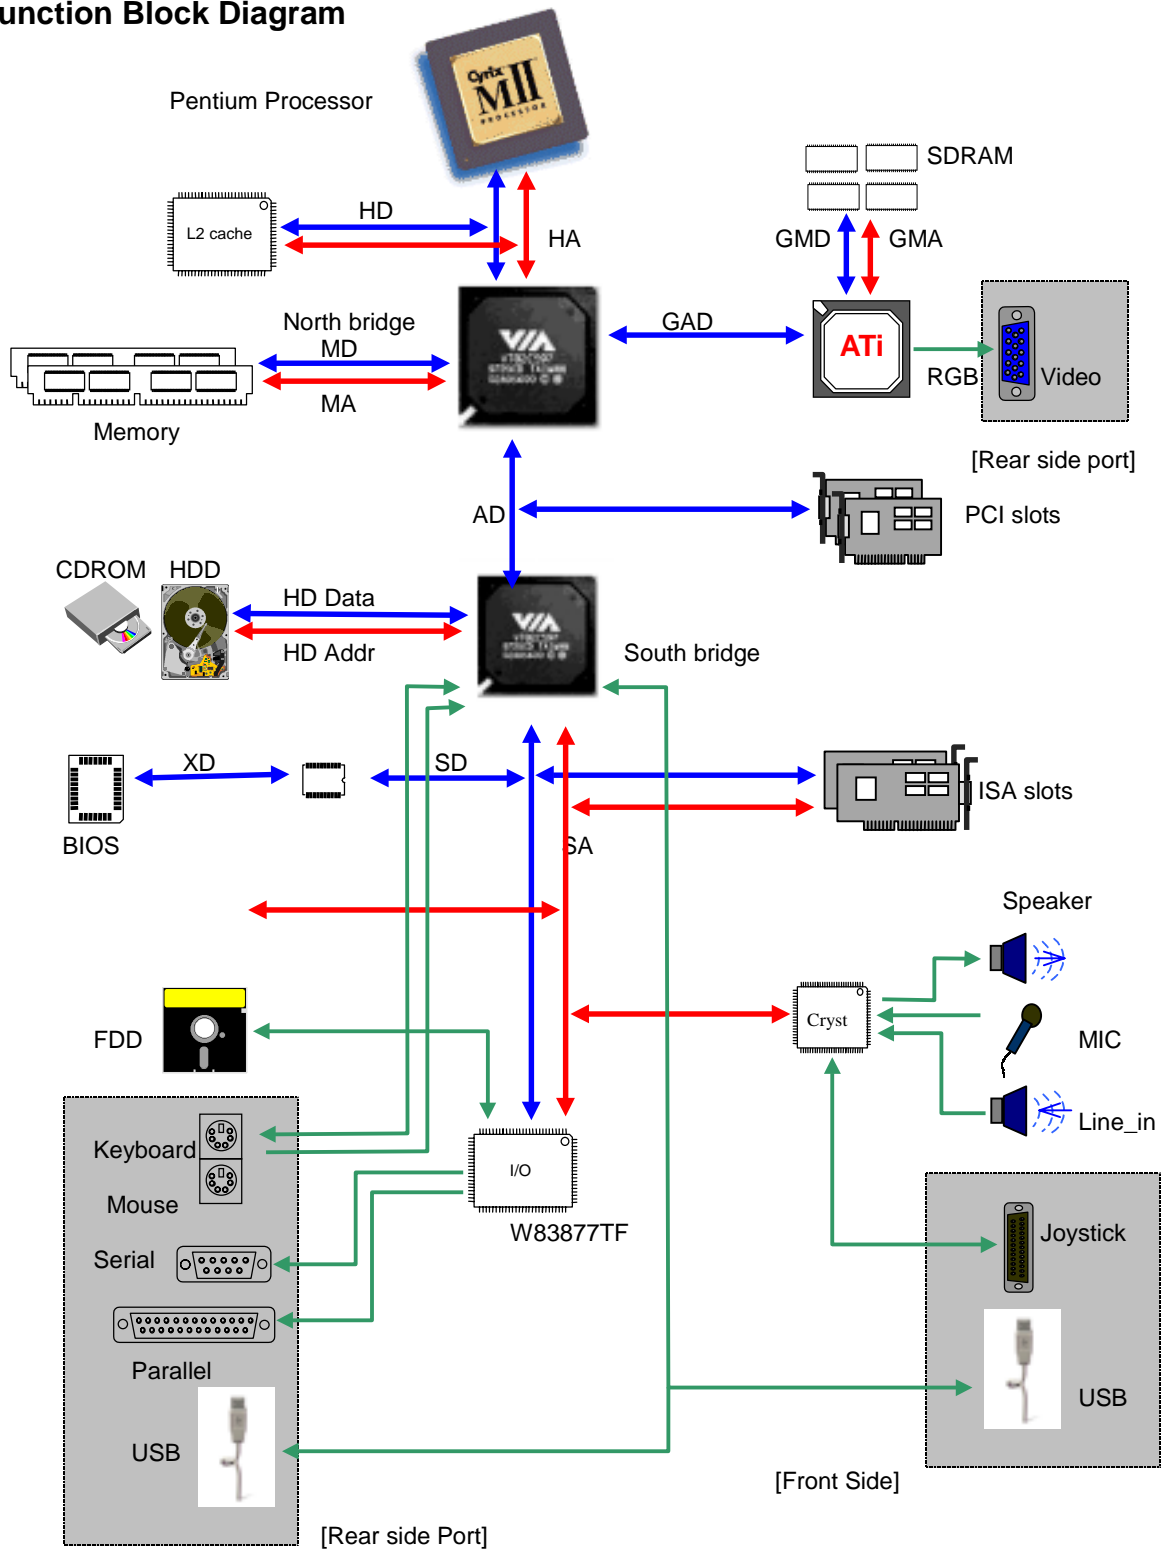 unction Block Diagram
Cyrix
MII
PROCESSOR
Pentium Processor
SDRAM
HD
L2 cache
HA
GMD
GMA
North bridge
MD
VIA
GAD
ATi
RGB
Video
MA
Memory
[Rear side port]
AD
PCI slots
CDROM
HDD
HD Data
VIA
HD Addr
South bridge
XD
SD
ISA slots
BIOS
SA
Speaker
FDD
Cryst
MIC
Line_in
Keyboard
I/O
Mouse
W83877TF
Joystick
Serial
Parallel
USB
USB
[Front Side]
[Rear side Port]